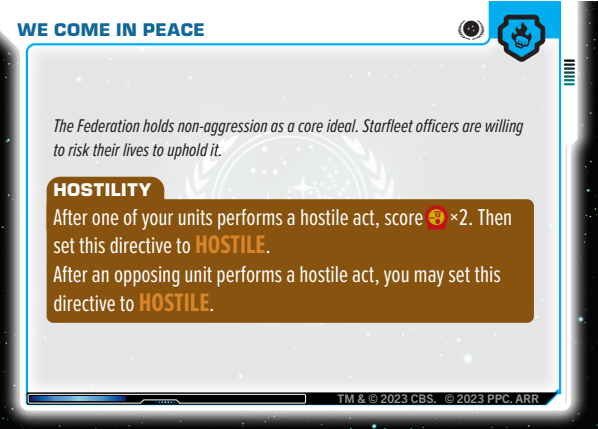 WE COME IN PEACE
The Federation holds non-aggression as a core ideal. Starfleet officers are willing
to risk their lives to uphold it.
HOSTILITY
After one of your units performs a hostile act, score ×2. Then
set this directive to HOSTILE.
After an opposing unit performs a hostile act, you may set this
directive to HOSTILE.
TM & © 2023 CBS. © 2023 PPC. ARR